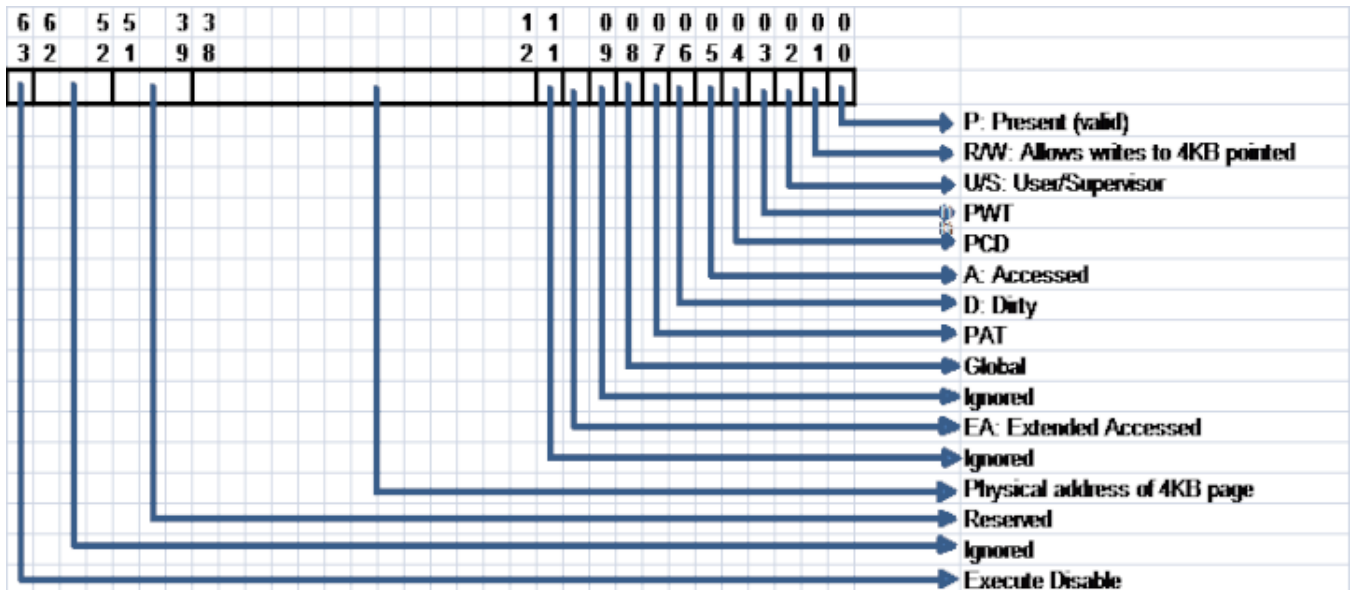 6 6 5 5 3 3 1 1 0 0 0 0 0 0 0 0 0 0
3 2 2 1 9 8 2 1 9 8 7 6 5 4 3 2 1 0
P: Present (valid)
R/W: Allows writes to 4KB pointed
U/S: User/Supervisor
PWT
PCD
A: Accessed
D: Dirty
PAT
Global
Ignored
EA: Extended Accessed
Ignored
Physical address of 4KB page
Reserved
Ignored
Execute Disable